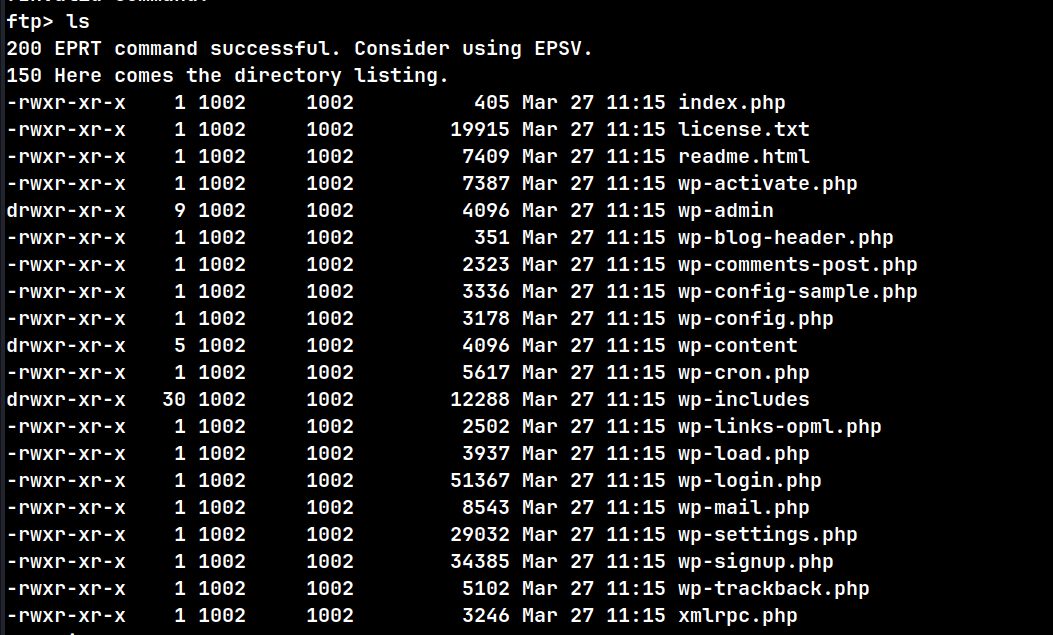 ftp> ls
200 EPRT command successful. Consider using EPSV.
150 Here comes the directory listing.
-rwxr-xr-x    1 1002     1002          405 Mar 27 11:15 index.php
-rwxr-xr-x    1 1002     1002        19915 Mar 27 11:15 license.txt
-rwxr-xr-x    1 1002     1002         7409 Mar 27 11:15 readme.html
-rwxr-xr-x    1 1002     1002         7387 Mar 27 11:15 wp-activate.php
drwxr-xr-x    9 1002     1002         4096 Mar 27 11:15 wp-admin
-rwxr-xr-x    1 1002     1002          351 Mar 27 11:15 wp-blog-header.php
-rwxr-xr-x    1 1002     1002         2323 Mar 27 11:15 wp-comments-post.php
-rwxr-xr-x    1 1002     1002         3336 Mar 27 11:15 wp-config-sample.php
-rwxr-xr-x    1 1002     1002         3178 Mar 27 11:15 wp-config.php
drwxr-xr-x    5 1002     1002         4096 Mar 27 11:15 wp-content
-rwxr-xr-x    1 1002     1002         5617 Mar 27 11:15 wp-cron.php
drwxr-xr-x   30 1002     1002        12288 Mar 27 11:15 wp-includes
-rwxr-xr-x    1 1002     1002         2502 Mar 27 11:15 wp-links-opml.php
-rwxr-xr-x    1 1002     1002         3937 Mar 27 11:15 wp-load.php
-rwxr-xr-x    1 1002     1002        51367 Mar 27 11:15 wp-login.php
-rwxr-xr-x    1 1002     1002         8543 Mar 27 11:15 wp-mail.php
-rwxr-xr-x    1 1002     1002        29032 Mar 27 11:15 wp-settings.php
-rwxr-xr-x    1 1002     1002        34385 Mar 27 11:15 wp-signup.php
-rwxr-xr-x    1 1002     1002         5102 Mar 27 11:15 wp-trackback.php
-rwxr-xr-x    1 1002     1002         3246 Mar 27 11:15 xmlrpc.php